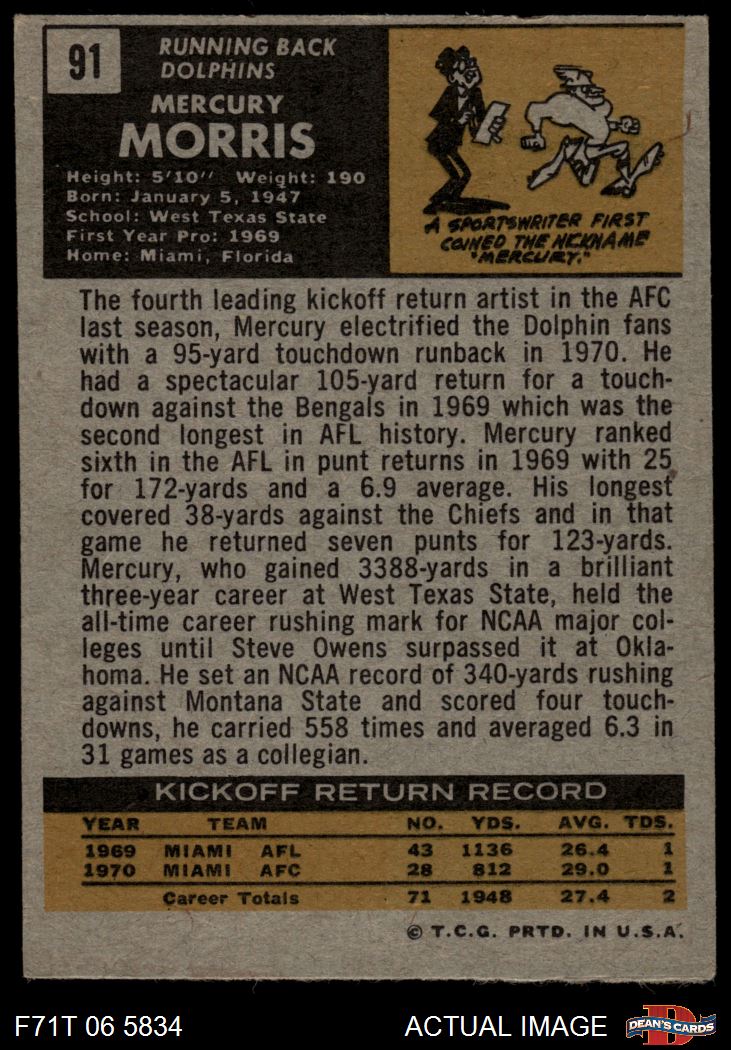 91
RUNNING BACK
DOLPHINS
MERCURY
MORRIS
Height: 5'10" Weight: 190
Born: January 5, 1947
School: West Texas State
First Year Pro: 1969
Home: Miami, Florida
A SPORTSWRITER FIRST
COINED THE NICKNAME
"MERCURY."
The fourth leading kickoff return artist in the AFC
last season, Mercury electrified the Dolphin fans
with a 95-yard touchdown runback in 1970. He
had a spectacular 105-yard return for a touch-
down against the Bengals in 1969 which was the
second longest in AFL history. Mercury ranked
sixth in the AFL in punt returns in 1969 with 25
for 172-yards and a 6.9 average. His longest
covered 38-yards against the Chiefs and in that
game he returned seven punts for 123-yards.
Mercury, who gained 3388-yards in a brilliant
three-year career at West Texas State, held the
all-time career rushing mark for NCAA major col-
leges until Steve Owens surpassed it at Okla-
homa. He set an NCAA record of 340-yards rushing
against Montana State and scored four touch-
downs, he carried 558 times and averaged 6.3 in
31 games as a collegian.
KICKOFF RETURN RECORD
YEAR TEAM NO. YDS. AVG. TDS.
1969 MIAMI AFL 43 1136 26.4 1
1970 MIAMI AFC 28 812 29.0 1
Career Totals 71 1948 27.4 2
© T.C.G. PRTD. IN U.S.A.
F71T 06 5834 ACTUAL IMAGE D DEAN'S CARDS